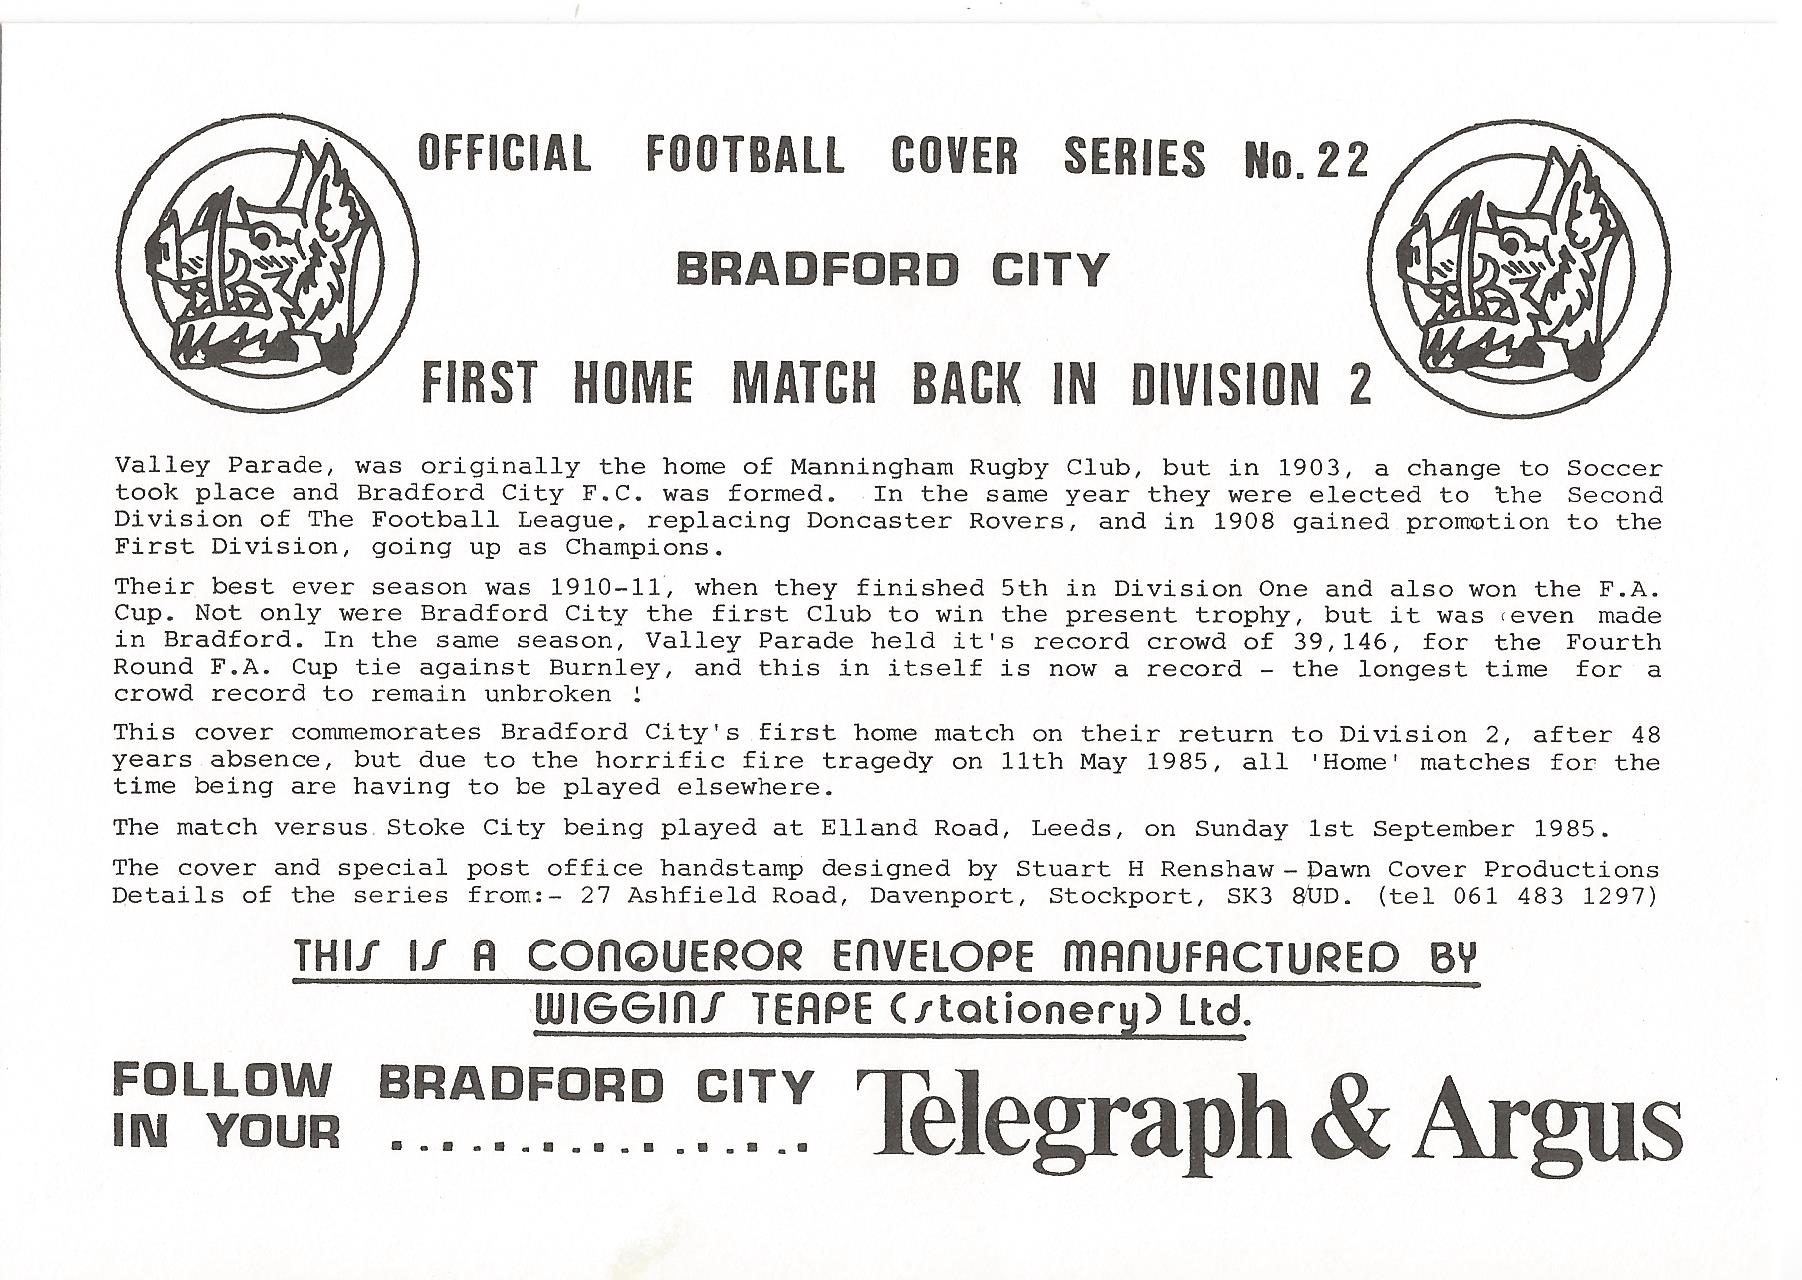 OFFICIAL FOOTBALL COVER SERIES No.22
BRADFORD CITY
FIRST HOME MATCH BACK IN DIVISION 2
Valley Parade, was originally the home of Manningham Rugby Club, but in 1903, a change to Soccer
took place and Bradford City F.C. was formed. In the same year they were elected to the Second
Division of The Football League, replacing Doncaster Rovers, and in 1908 gained promotion to the
First Division, going up as Champions.
Their best ever season was 1910-11, when they finished 5th in Division One and also won the F.A.
Cup. Not only were Bradford City the first Club to win the present trophy, but it was even made
in Bradford. In the same season, Valley Parade held it's record crowd of 39,146, for the Fourth
Round F.A. Cup tie against Burnley, and this in itself is now a record - the longest time for a
crowd record to remain unbroken !
This cover commemorates Bradford City's first home match on their return to Division 2, after 48
years absence, but due to the horrific fire tragedy on 11th May 1985, all 'Home' matches for the
time being are having to be played elsewhere.
The match versus Stoke City being played at Elland Road, Leeds, on Sunday 1st September 1985.
The cover and special post office handstamp designed by Stuart H Renshaw - Dawn Cover Productions
Details of the series from:- 27 Ashfield Road, Davenport, Stockport, SK3 8UD. (tel 061 483 1297)
THIS IS A CONQUEROR ENVELOPE MANUFACTURED BY
WIGGINS TEAPE (stationery) Ltd.
FOLLOW BRADFORD CITY
IN YOUR ................ Telegraph & Argus